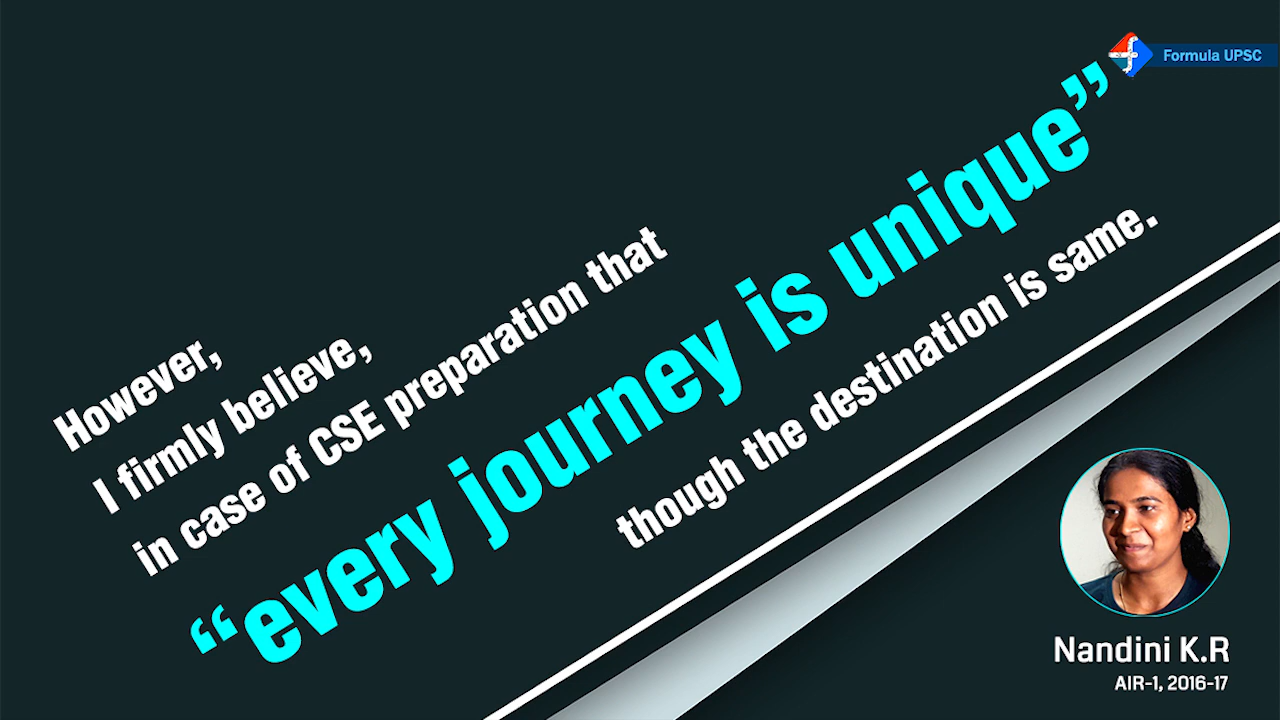 Formula UPSC
However,
I firmly believe,
in case of CSE preparation that
“every journey is unique”
though the destination is same.
Nandini K.R
AIR-1, 2016-17